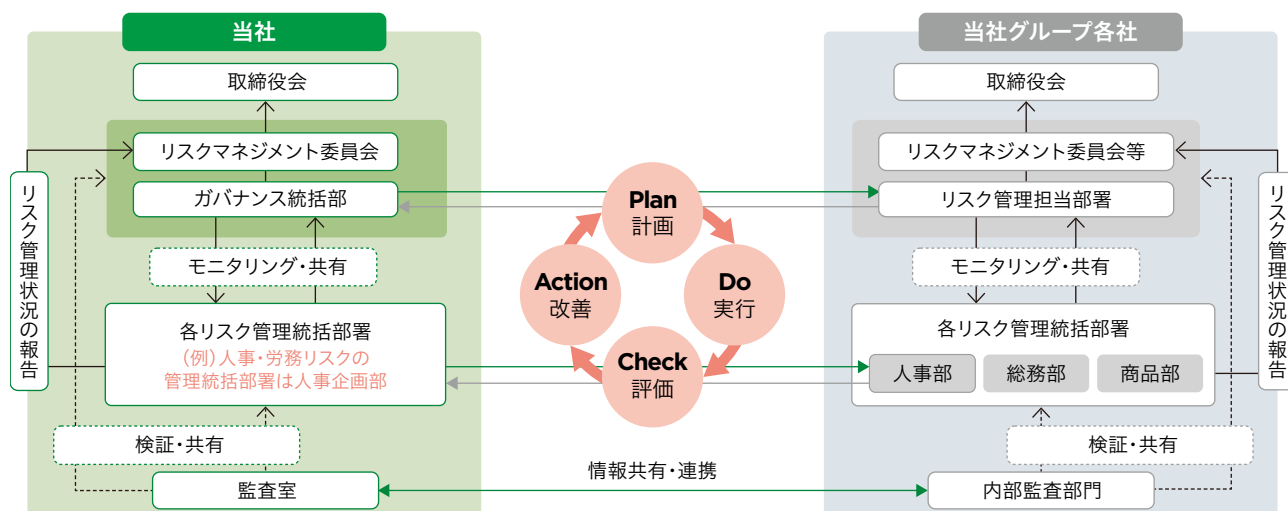 当社
取締役会
リスクマネジメント委員会
ガバナンス統括部
モニタリング・共有
リスク管理状況の報告
各リスク管理統括部署
(例)人事・労務リスクの
管理統括部署は人事企画部
検証・共有
監査室
Plan
計画
Do
実行
Check
評価
Action
改善
情報共有・連携
当社グループ各社
取締役会
リスクマネジメント委員会等
リスク管理担当部署
モニタリング・共有
リスク管理状況の報告
各リスク管理統括部署
人事部
総務部
商品部
検証・共有
内部監査部門